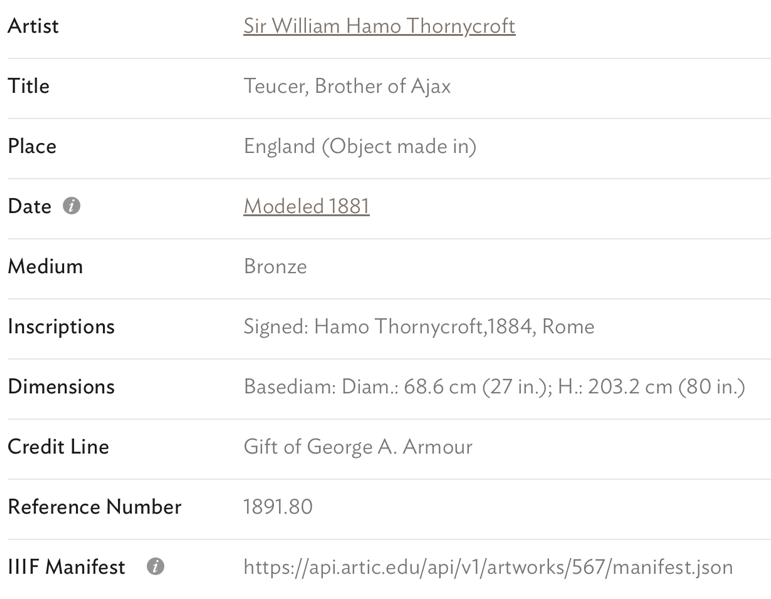 Artist Sir William Hamo Thornycroft
Title Teucer, Brother of Ajax
Place England (Object made in)
Date i Modeled 1881
Medium Bronze
Inscriptions Signed: Hamo Thornycroft,1884, Rome
Dimensions Basediam: Diam.: 68.6 cm (27 in.); H.: 203.2 cm (80 in.)
Credit Line Gift of George A. Armour
Reference Number 1891.80
IIIF Manifest i https://api.artic.edu/api/v1/artworks/567/manifest.json